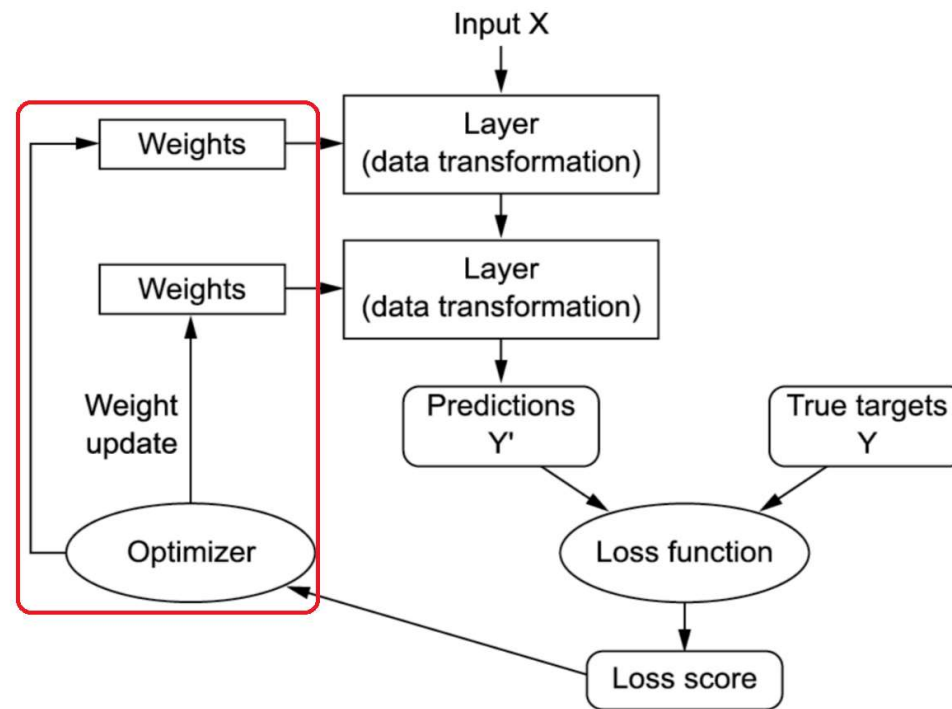 Input X
Weights
Layer
(data transformation)
Weights
Layer
(data transformation)
Weight
update
Predictions
Y'
True targets
Y
Optimizer
Loss function
Loss score